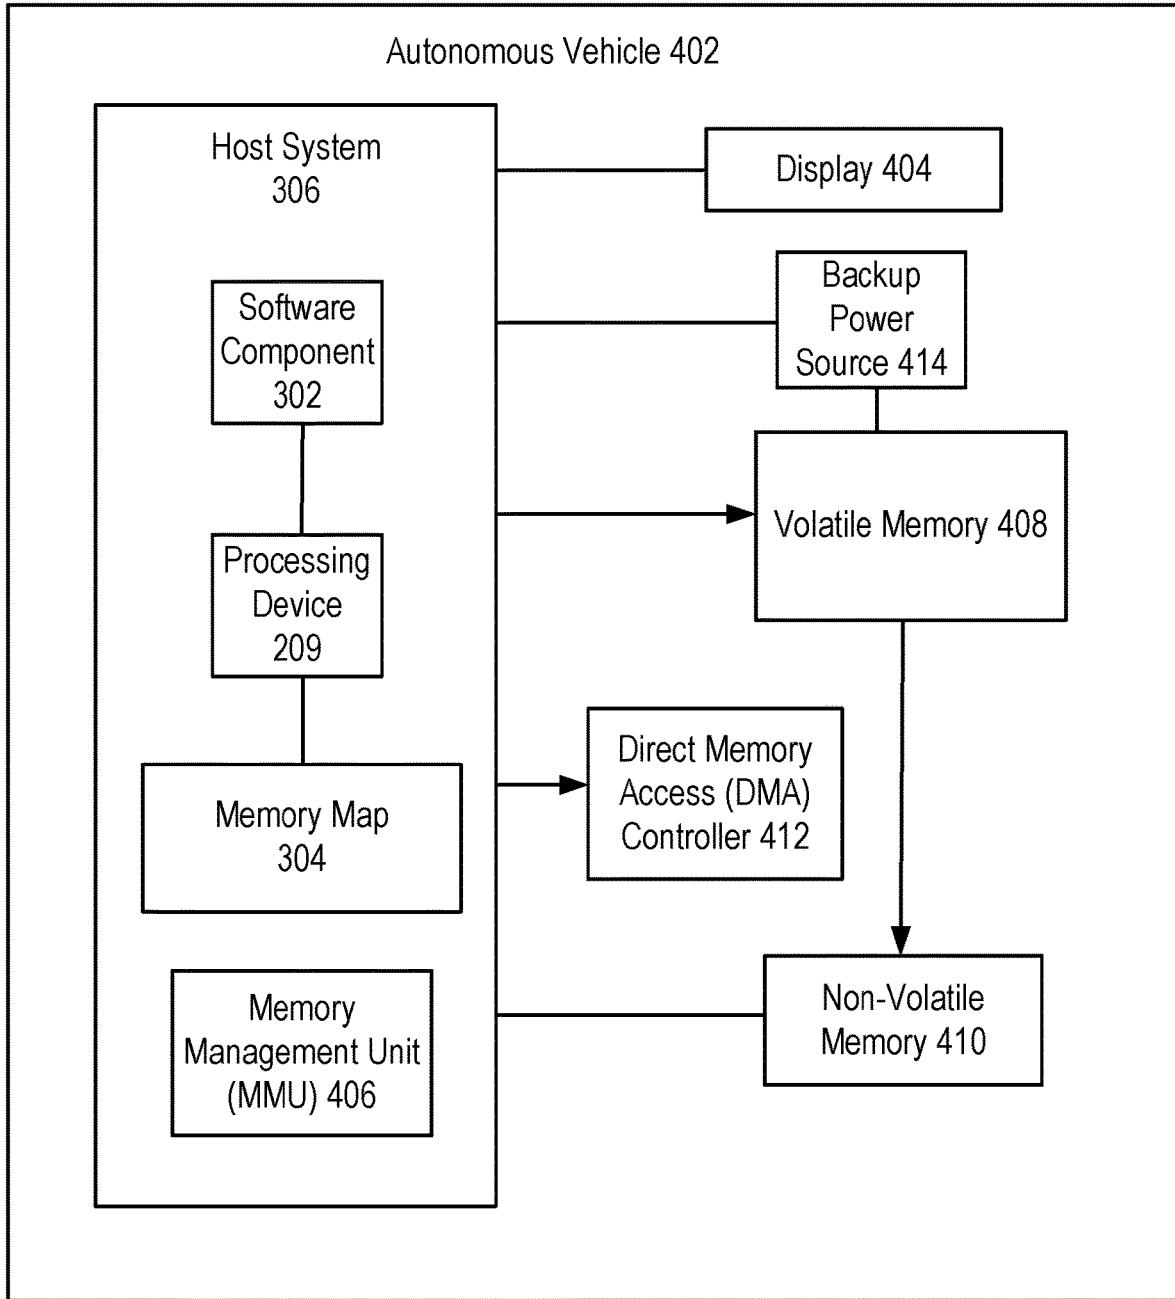 Autonomous Vehicle 402
Host System
306
Display 404
Software
Component
302
Backup
Power
Source 414
Volatile Memory 408
Processing
Device
209
Direct Memory
Access (DMA)
Controller 412
Memory Map
304
Memory
Management Unit
(MMU) 406
Non-Volatile
Memory 410